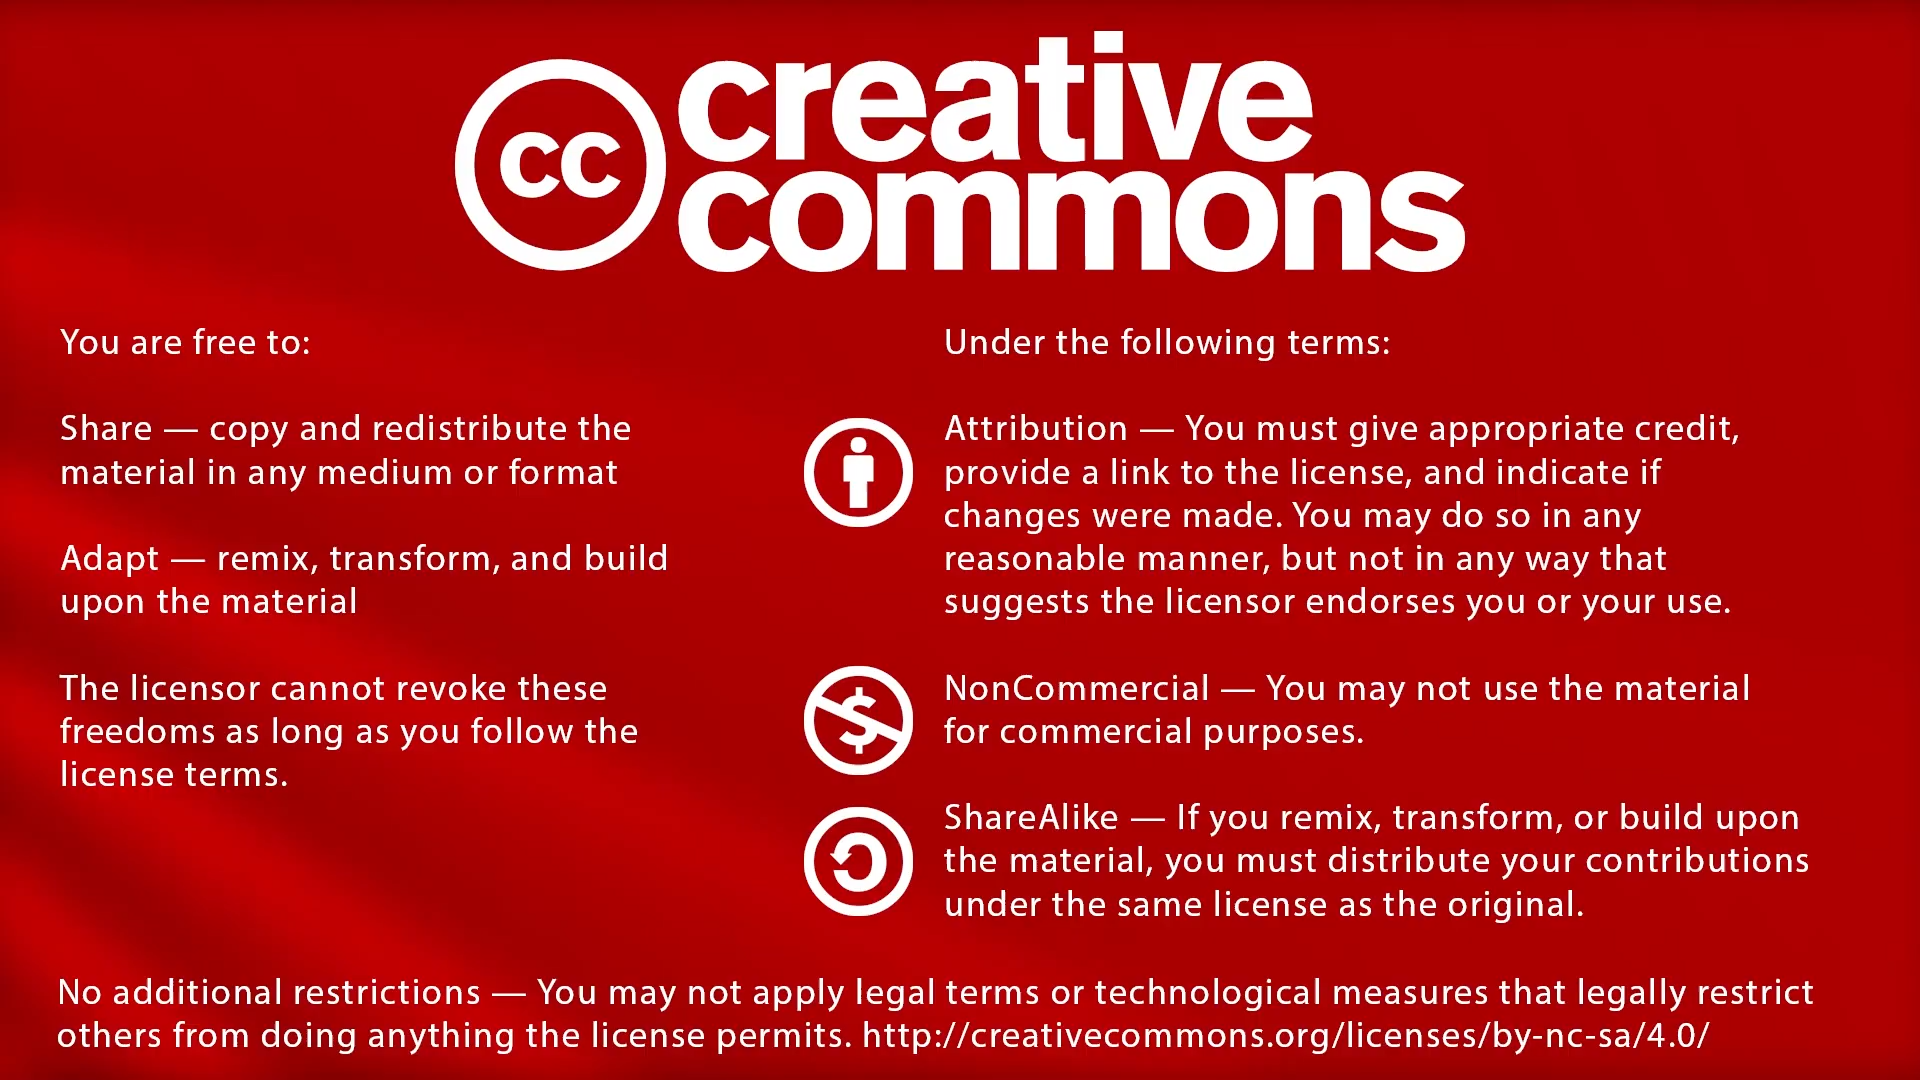 cc creative
commons
You are free to:
Share — copy and redistribute the
material in any medium or format
Adapt — remix, transform, and build
upon the material
The licensor cannot revoke these
freedoms as long as you follow the
license terms.
Under the following terms:
Attribution — You must give appropriate credit,
provide a link to the license, and indicate if
changes were made. You may do so in any
reasonable manner, but not in any way that
suggests the licensor endorses you or your use.
$
NonCommercial — You may not use the material
for commercial purposes.
ShareAlike — If you remix, transform, or build upon
the material, you must distribute your contributions
under the same license as the original.
No additional restrictions — You may not apply legal terms or technological measures that legally restrict
others from doing anything the license permits. http://creativecommons.org/licenses/by-nc-sa/4.0/